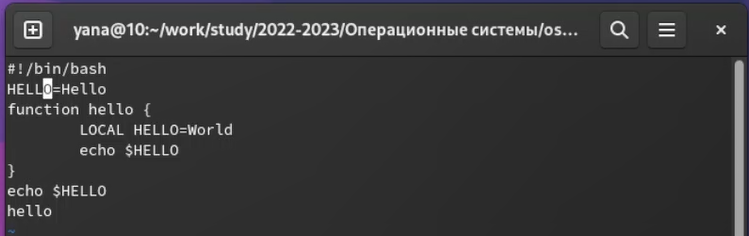 yana@10:~/work/study/2022-2023/Операционные системы/os...
#!/bin/bash
HELLO=Hello
function hello {
        LOCAL HELLO=World
        echo $HELLO
}
echo $HELLO
hello
~